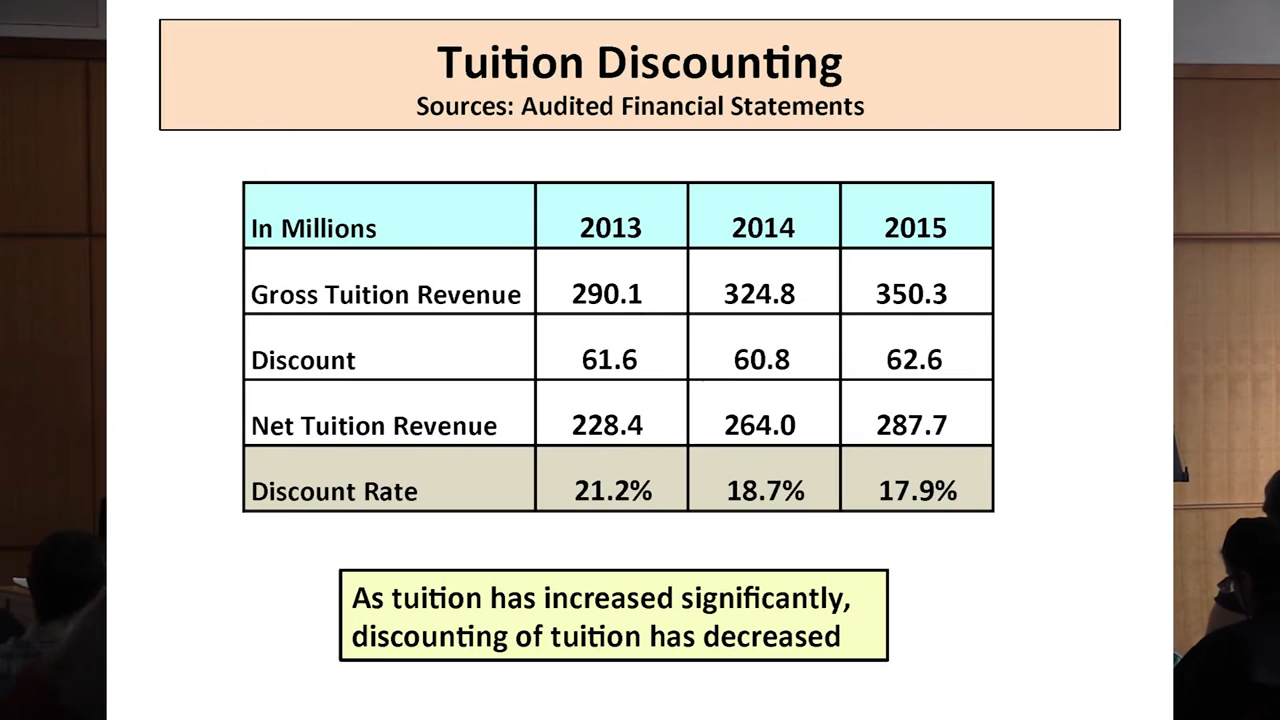 Tuition Discounting
Sources: Audited Financial Statements
In Millions 2013 2014 2015
Gross Tuition Revenue 290.1 324.8 350.3
Discount 61.6 60.8 62.6
Net Tuition Revenue 228.4 264.0 287.7
Discount Rate 21.2% 18.7% 17.9%
As tuition has increased significantly,
discounting of tuition has decreased